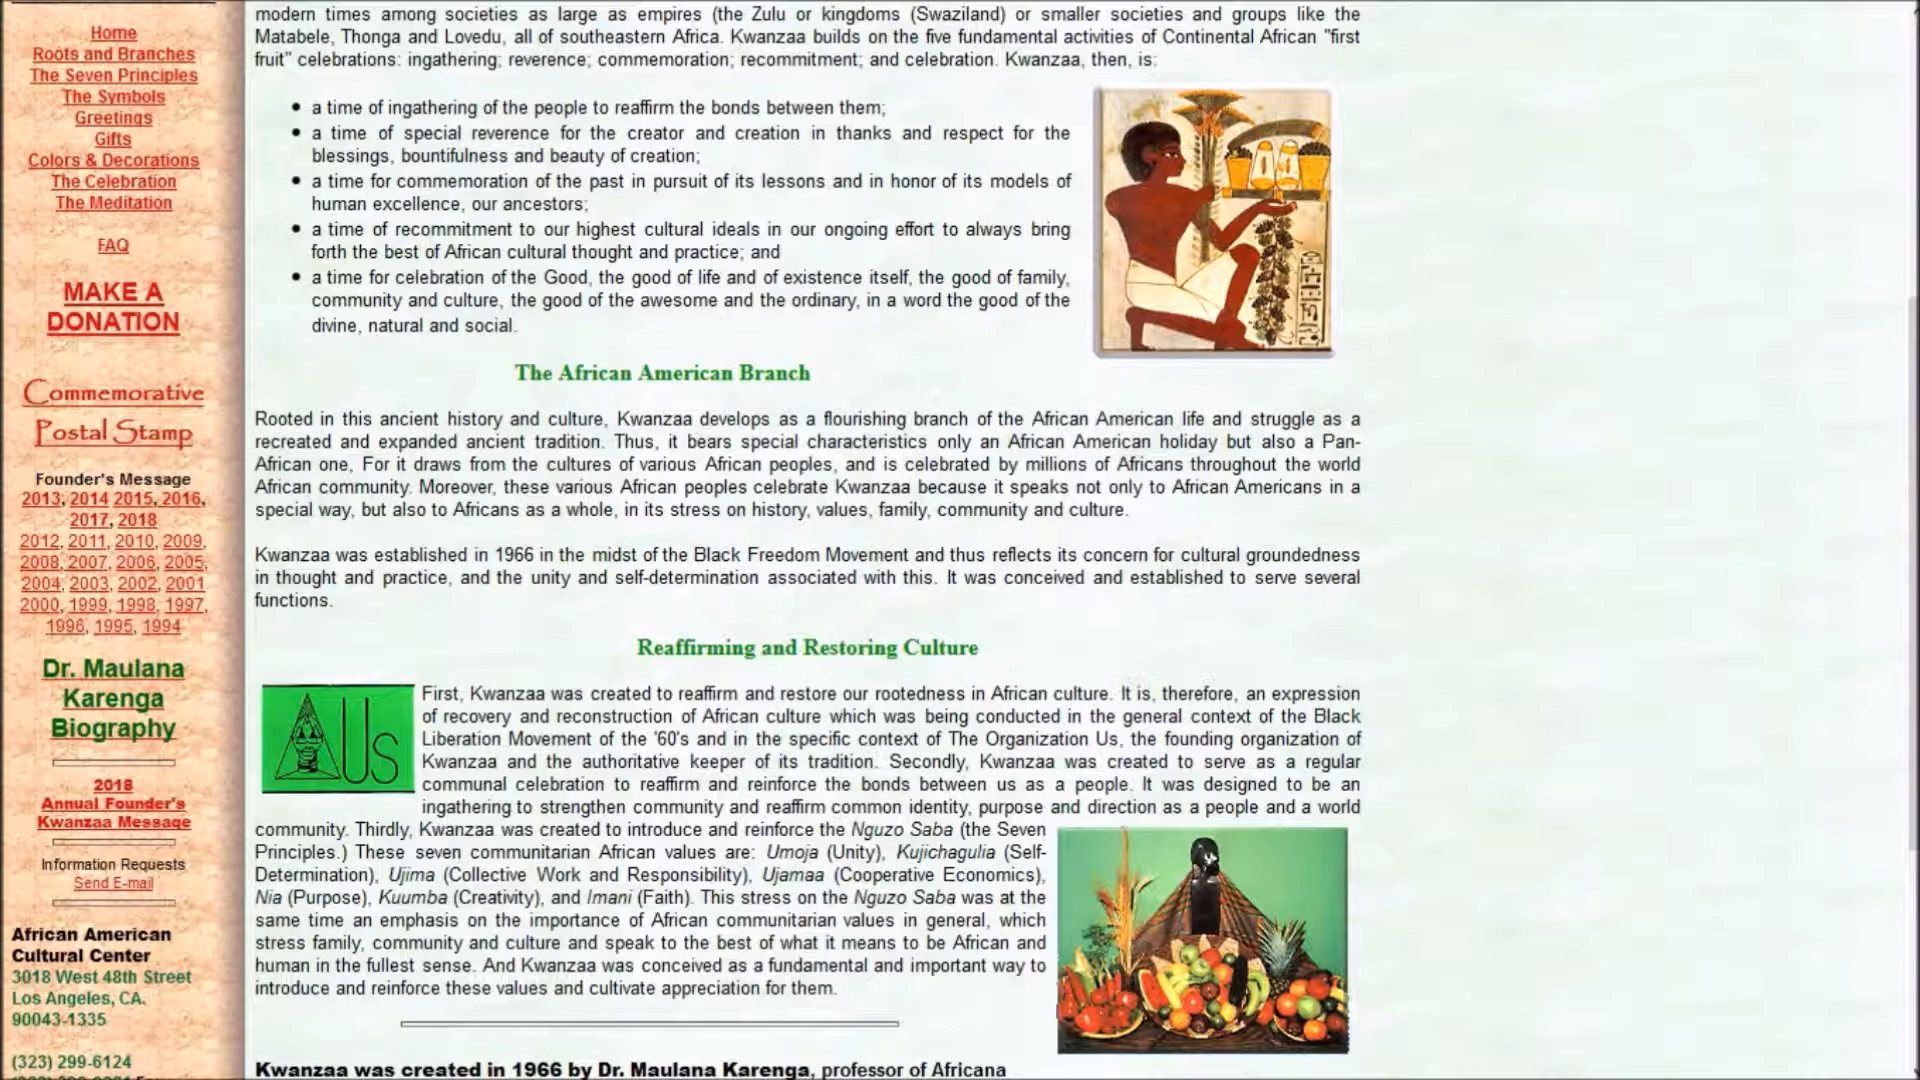 Home
Roots and Branches
The Seven Principles
The Symbols
Greetings
Gifts
Colors & Decorations
The Celebration
The Meditation
FAQ
MAKE A
DONATION
Commemorative
Postal Stamp
Founder's Message
2013, 2014 2015, 2016,
2017, 2018
2012, 2011, 2010, 2009,
2008, 2007, 2006, 2005,
2004, 2003, 2002, 2001
2000, 1999, 1998, 1997,
1996, 1995, 1994
Dr. Maulana
Karenga
Biography
2018
Annual Founder's
Kwanzaa Message
Information Requests
Send E-mail
African American
Cultural Center
3018 West 48th Street
Los Angeles, CA.
90043-1335
(323) 299-6124
modern times among societies as large as empires (the Zulu or kingdoms (Swaziland) or smaller societies and groups like the
Matabele, Thonga and Lovedu, all of southeastern Africa. Kwanzaa builds on the five fundamental activities of Continental African "first
fruit" celebrations: ingathering; reverence; commemoration; recommitment; and celebration. Kwanzaa, then, is:
• a time of ingathering of the people to reaffirm the bonds between them;
• a time of special reverence for the creator and creation in thanks and respect for the
blessings, bountifulness and beauty of creation;
• a time for commemoration of the past in pursuit of its lessons and in honor of its models of
human excellence, our ancestors;
• a time of recommitment to our highest cultural ideals in our ongoing effort to always bring
forth the best of African cultural thought and practice; and
• a time for celebration of the Good, the good of life and of existence itself, the good of family,
community and culture, the good of the awesome and the ordinary, in a word the good of the
divine, natural and social.
The African American Branch
Rooted in this ancient history and culture, Kwanzaa develops as a flourishing branch of the African American life and struggle as a
recreated and expanded ancient tradition. Thus, it bears special characteristics only an African American holiday but also a Pan-
African one, For it draws from the cultures of various African peoples, and is celebrated by millions of Africans throughout the world
African community. Moreover, these various African peoples celebrate Kwanzaa because it speaks not only to African Americans in a
special way, but also to Africans as a whole, in its stress on history, values, family, community and culture.
Kwanzaa was established in 1966 in the midst of the Black Freedom Movement and thus reflects its concern for cultural groundedness
in thought and practice, and the unity and self-determination associated with this. It was conceived and established to serve several
functions.
Reaffirming and Restoring Culture
Us
First, Kwanzaa was created to reaffirm and restore our rootedness in African culture. It is, therefore, an expression
of recovery and reconstruction of African culture which was being conducted in the general context of the Black
Liberation Movement of the '60's and in the specific context of The Organization Us, the founding organization of
Kwanzaa and the authoritative keeper of its tradition. Secondly, Kwanzaa was created to serve as a regular
communal celebration to reaffirm and reinforce the bonds between us as a people. It was designed to be an
ingathering to strengthen community and reaffirm common identity, purpose and direction as a people and a world
community. Thirdly, Kwanzaa was created to introduce and reinforce the Nguzo Saba (the Seven
Principles.) These seven communitarian African values are: Umoja (Unity), Kujichagulia (Self-
Determination), Ujima (Collective Work and Responsibility), Ujamaa (Cooperative Economics),
Nia (Purpose), Kuumba (Creativity), and Imani (Faith). This stress on the Nguzo Saba was at the
same time an emphasis on the importance of African communitarian values in general, which
stress family, community and culture and speak to the best of what it means to be African and
human in the fullest sense. And Kwanzaa was conceived as a fundamental and important way to
introduce and reinforce these values and cultivate appreciation for them.
Kwanzaa was created in 1966 by Dr. Maulana Karenga, professor of Africana